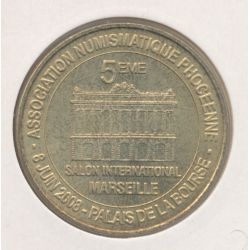 · ASSOCIATION NUMISMATIQUE PHOCEENNE ·
5EME
SALON INTERNATIONAL
MARSEILLE
8 JUIN 2008 - PALAIS DE LA BOURSE